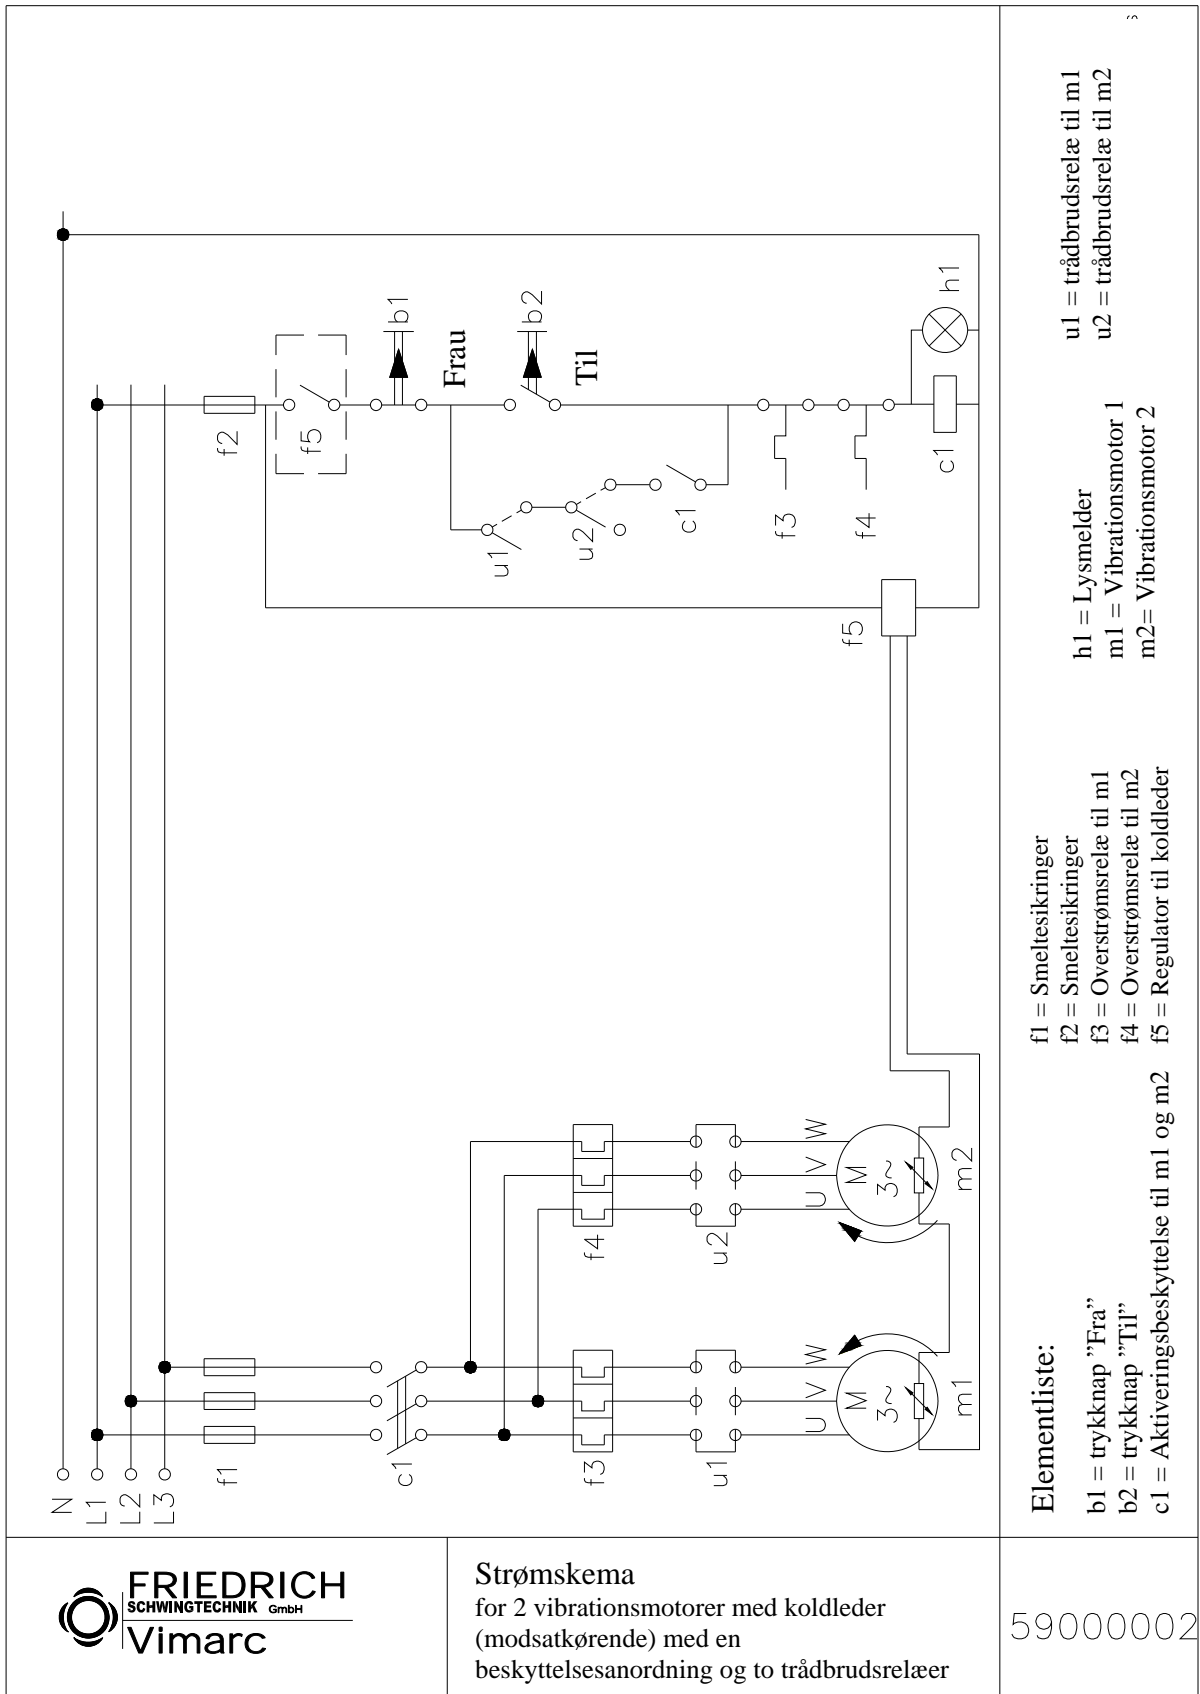 N
L1
L2
L3
f1
c1
f3
u1
U V W
M
3~
m1
f4
u2
U V W
M
3~
m2
f5
f2
f5
b1
Frau
b2
Til
u1
u2
c1
f3
f4
c1
h1
Elementliste:
b1 = trykknap ”Fra”
b2 = trykknap ”Til”
c1 = Aktiveringsbeskyttelse til m1 og m2
f1 = Smeltesikringer
f2 = Smeltesikringer
f3 = Overstrømsrelæ til m1
f4 = Overstrømsrelæ til m2
f5 = Regulator til koldleder
h1 = Lysmelder
m1 = Vibrationsmotor 1
m2= Vibrationsmotor 2
u1 = trådbrudsrelæ til m1
u2 = trådbrudsrelæ til m2
FRIEDRICH
SCHWINGTECHNIK GmbH
Vimarc
Strømskema
for 2 vibrationsmotorer med koldleder
(modsatkørende) med en
beskyttelsesanordning og to trådbrudsrelæer
59000002